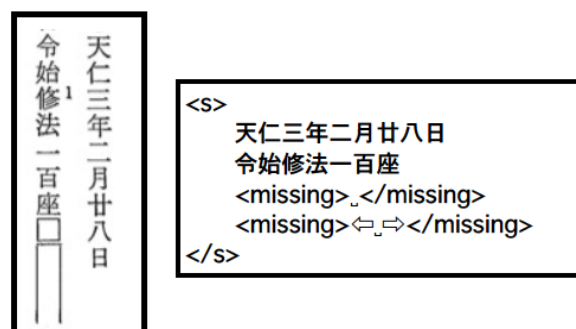 天仁三年二月廿八日
令始修法一百座□
1
<s>
天仁三年二月廿八日
令始修法一百座
<missing>␣</missing>
<missing>⇦␣⇨</missing>
</s>